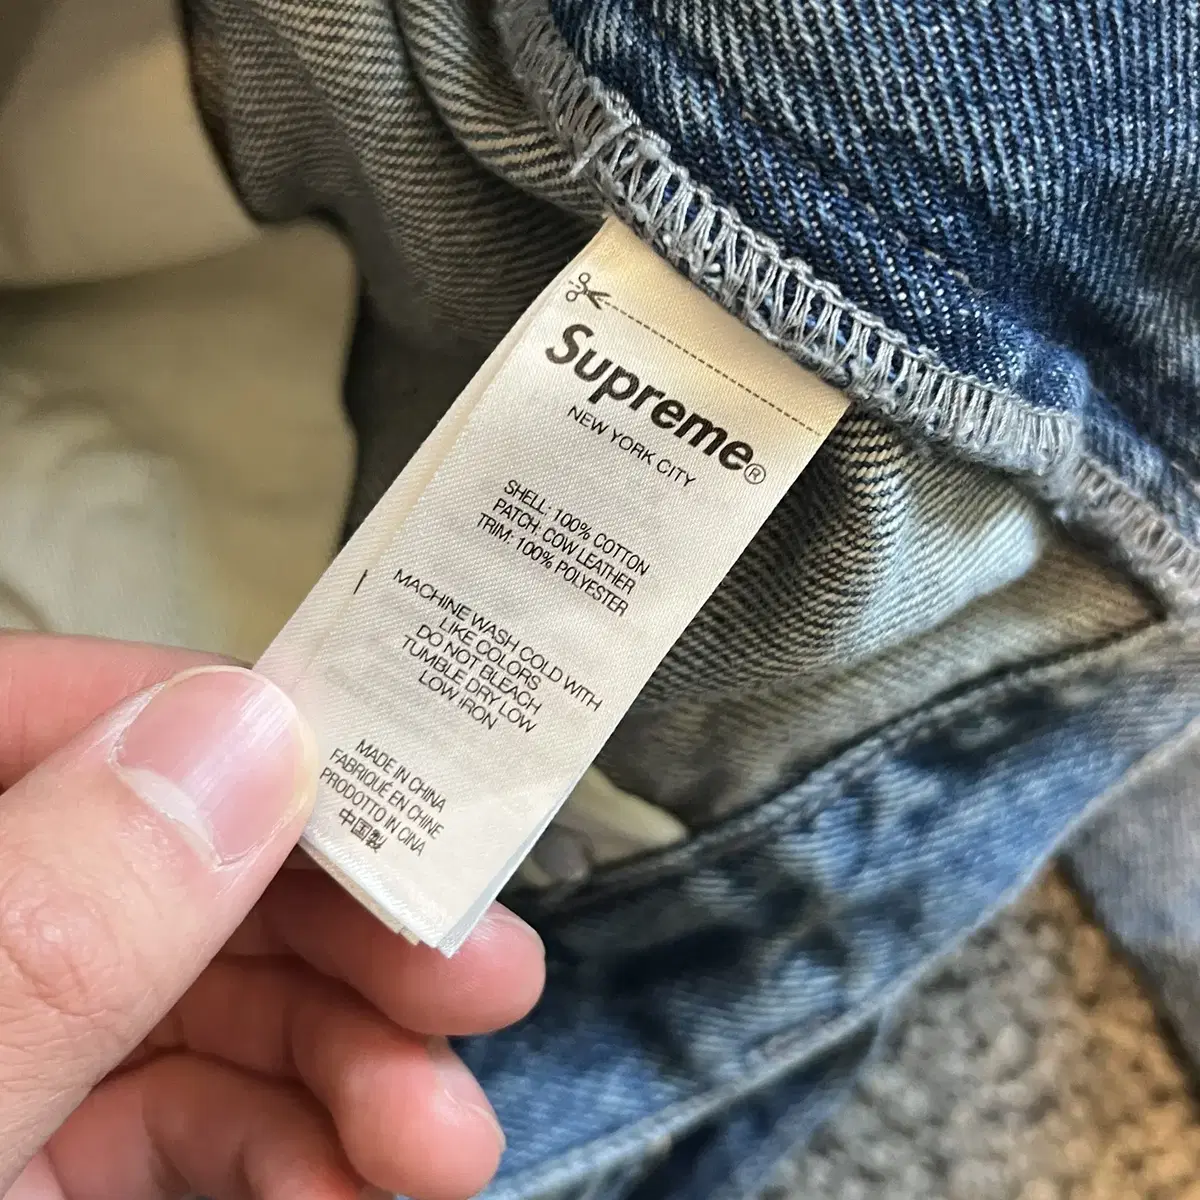 Supreme®
NEW YORK CITY
SHELL: 100% COTTON
PATCH: COW LEATHER
TRIM: 100% POLYESTER
MACHINE WASH COLD WITH
LIKE COLORS
DO NOT BLEACH
TUMBLE DRY LOW
LOW IRON
MADE IN CHINA
FABRIQUÉ EN CHINE
PRODOTTO IN CINA
中国製